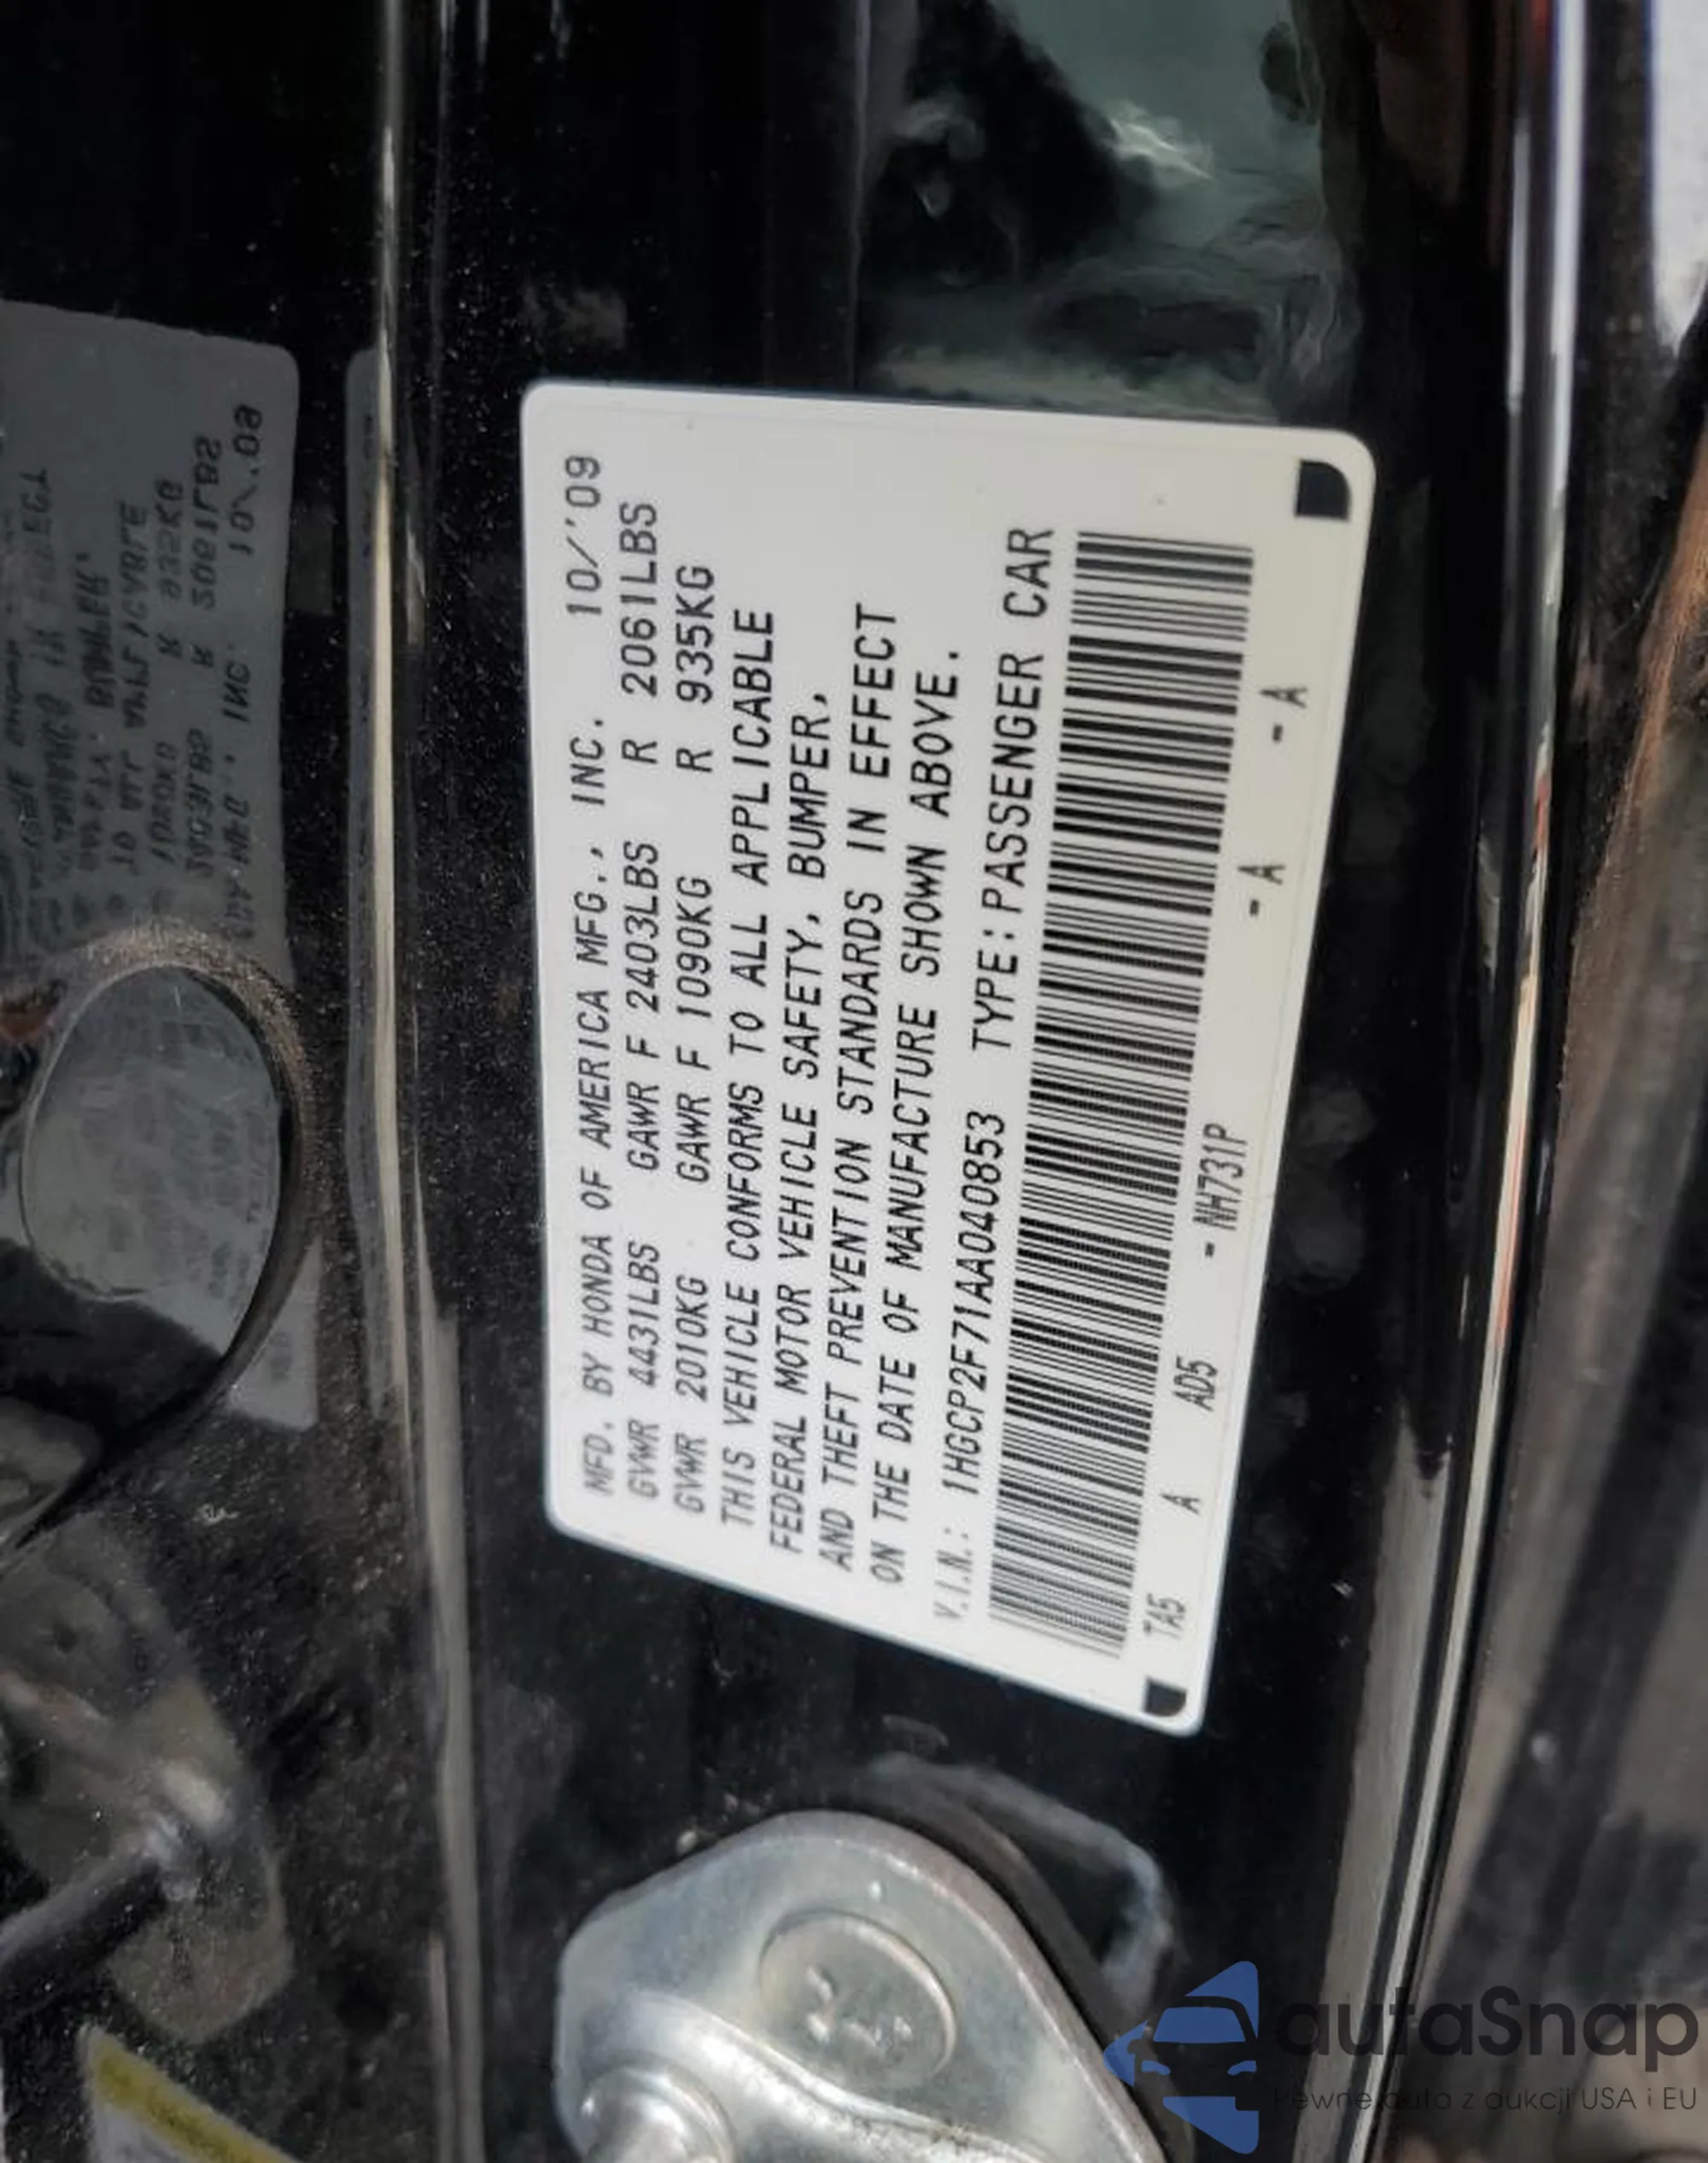 MFD. BY HONDA OF AMERICA MFG., INC. 10/'09
GVWR 4431LBS GAWR F 2403LBS R 2061LBS
GVWR 2010KG GAWR F 1090KG R 935KG
THIS VEHICLE CONFORMS TO ALL APPLICABLE
FEDERAL MOTOR VEHICLE SAFETY, BUMPER,
AND THEFT PREVENTION STANDARDS IN EFFECT
ON THE DATE OF MANUFACTURE SHOWN ABOVE.
V.I.N.: 1HGCP2F71AA040853 TYPE: PASSENGER CAR
TA5 A AD5 - NH731P - A - A
autaSnap
Pewne auta z aukcji USA i EU